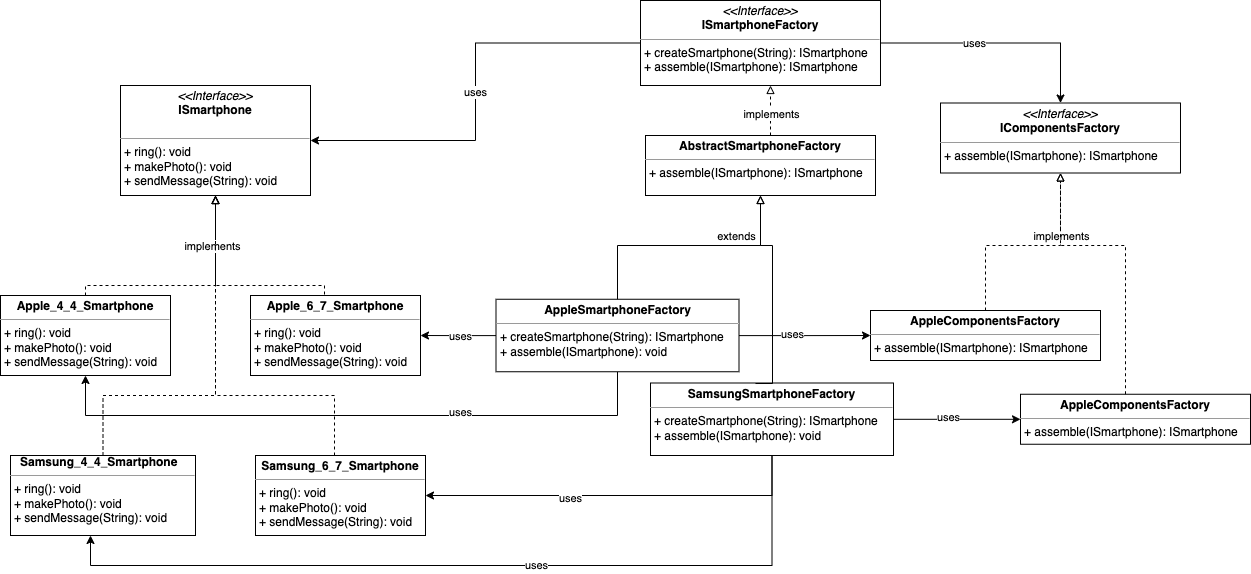 <<Interface>>
ISmartphoneFactory
+ createSmartphone(String): ISmartphone
+ assemble(ISmartphone): ISmartphone
uses
uses
<<Interface>>
ISmartphone
+ ring(): void
+ makePhoto(): void
+ sendMessage(String): void
implements
<<Interface>>
IComponentsFactory
+ assemble(ISmartphone): ISmartphone
AbstractSmartphoneFactory
+ assemble(ISmartphone): ISmartphone
implements
extends
implements
Apple_4_4_Smartphone
+ ring(): void
+ makePhoto(): void
+ sendMessage(String): void
Apple_6_7_Smartphone
+ ring(): void
+ makePhoto(): void
+ sendMessage(String): void
uses
AppleSmartphoneFactory
+ createSmartphone(String): ISmartphone
+ assemble(ISmartphone): void
uses
AppleComponentsFactory
+ assemble(ISmartphone): ISmartphone
uses
SamsungSmartphoneFactory
+ createSmartphone(String): ISmartphone
+ assemble(ISmartphone): void
uses
AppleComponentsFactory
+ assemble(ISmartphone): ISmartphone
Samsung_4_4_Smartphone
+ ring(): void
+ makePhoto(): void
+ sendMessage(String): void
Samsung_6_7_Smartphone
+ ring(): void
+ makePhoto(): void
+ sendMessage(String): void
uses
uses